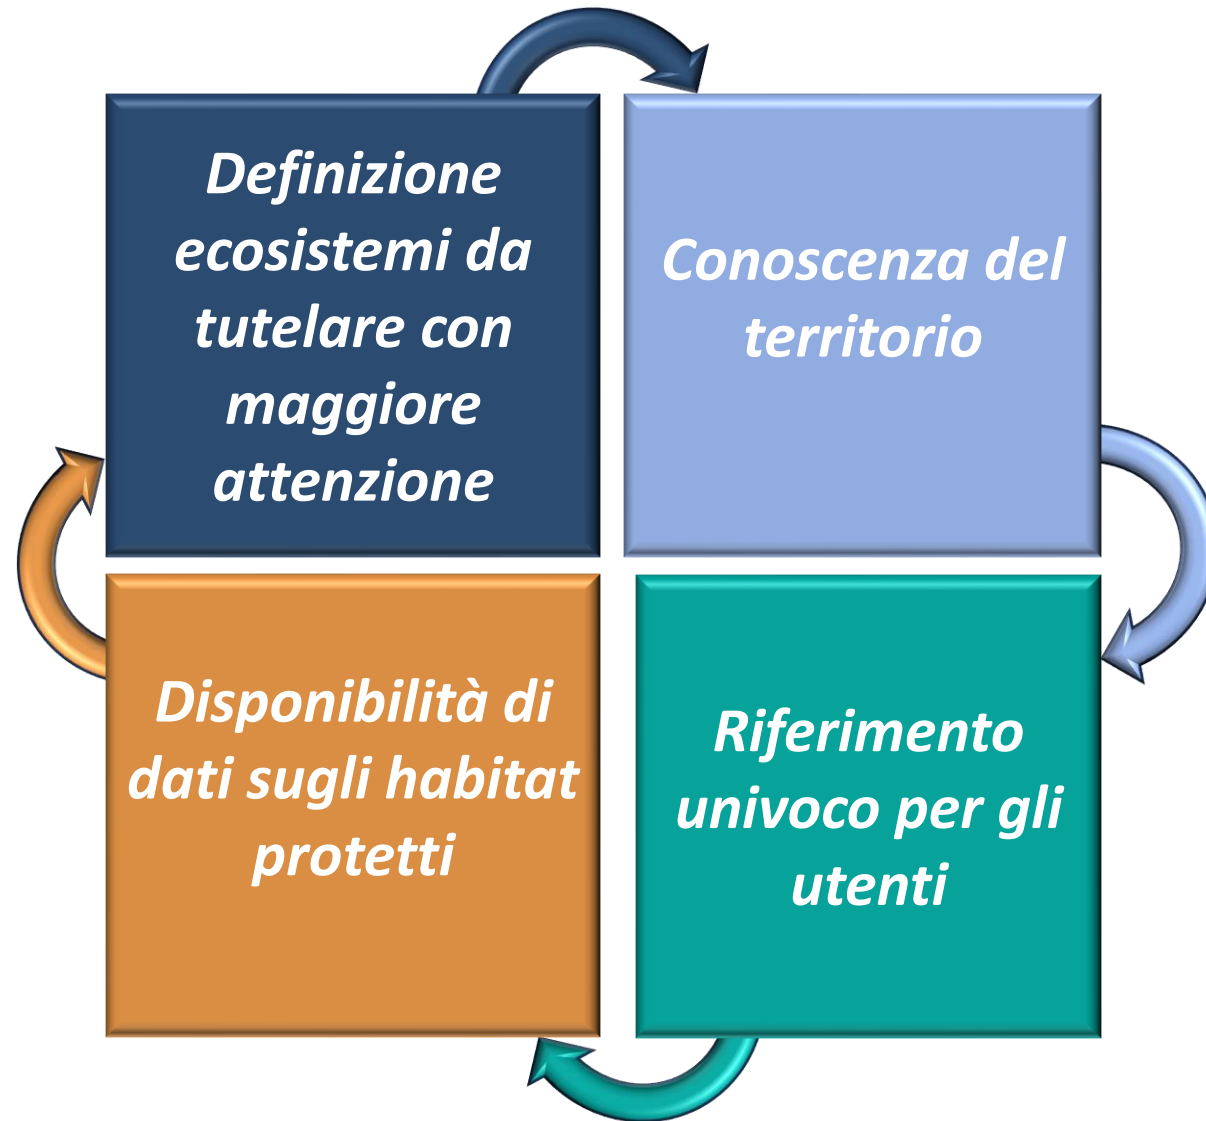 Definizione
ecosistemi da
tutelare con
maggiore
attenzione
Conoscenza del
territorio
Disponibilità di
dati sugli habitat
protetti
Riferimento
univoco per gli
utenti